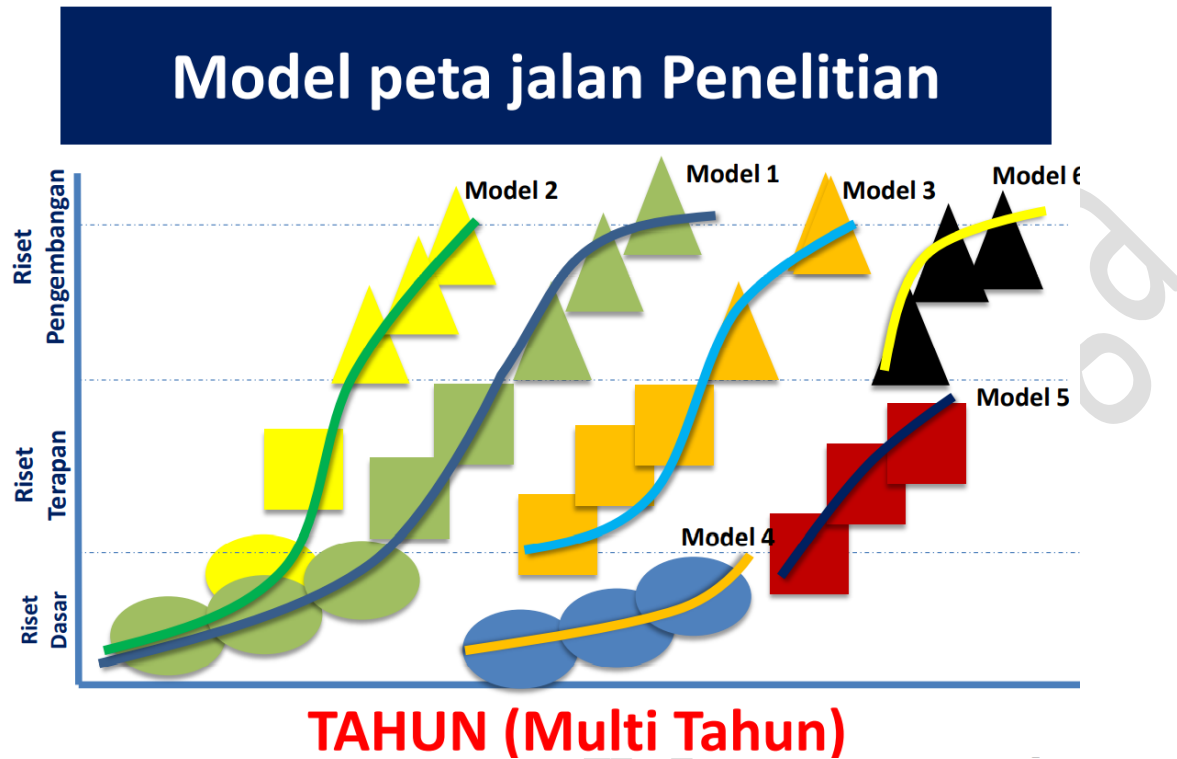 Model peta jalan Penelitian
Riset
Pengembangan
Riset
Terapan
Riset
Dasar
Model 2
Model 1
Model 3
Model 6
Model 5
Model 4
TAHUN (Multi Tahun)